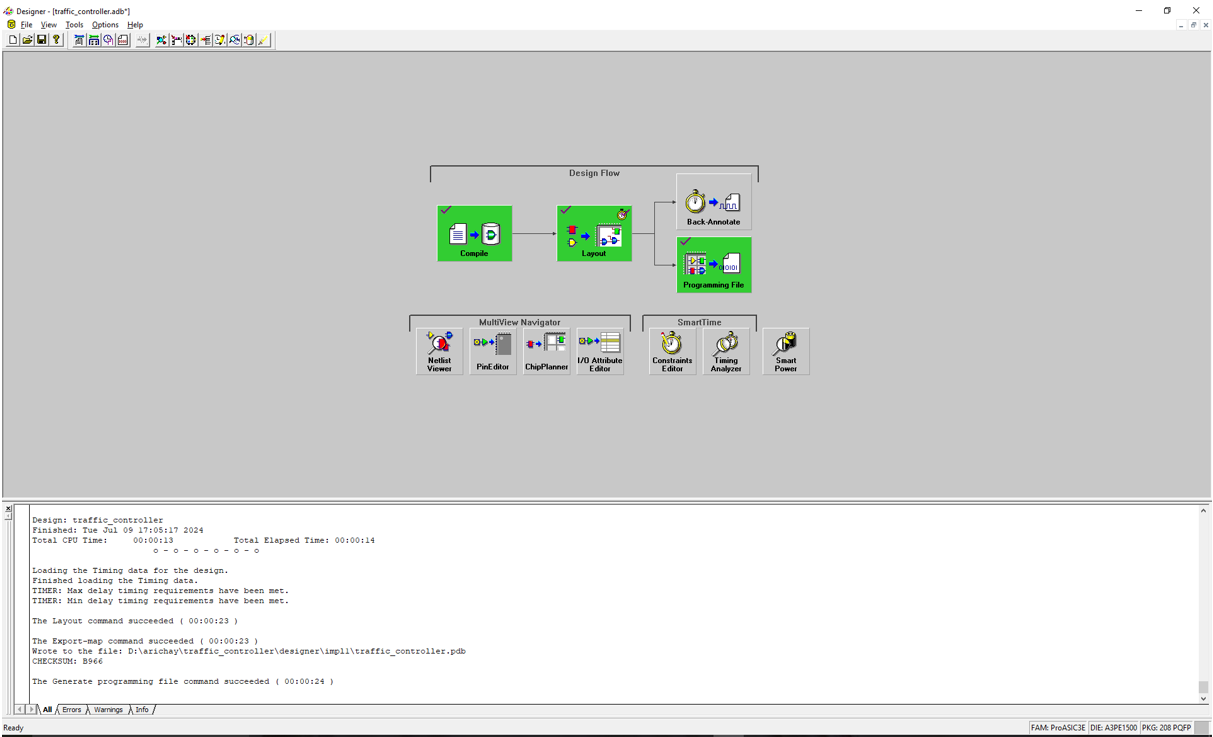 Designer - [traffic_controller.adb*]
File View Tools Options Help
Design Flow
Compile
Layout
Back-Annotate
Programming File
MultiView Navigator
Netlist
Viewer
PinEditor
ChipPlanner
I/O Attribute
Editor
SmartTime
Constraints
Editor
Timing
Analyzer
Smart
Power
Design: traffic_controller
Finished: Tue Jul 09 17:05:17 2024
Total CPU Time: 00:00:13 Total Elapsed Time: 00:00:14
o - o - o - o - o - o
Loading the Timing data for the design.
Finished loading the Timing data.
TIMER: Max delay timing requirements have been met.
TIMER: Min delay timing requirements have been met.
The Layout command succeeded ( 00:00:23 )
The Export-map command succeeded ( 00:00:23 )
Wrote to the file: D:\arichay\traffic_controller\designer\impl1\traffic_controller.pdb
CHECKSUM: B966
The Generate programming file command succeeded ( 00:00:24 )
All Errors Warnings Info
Ready
FAM: ProASIC3E DIE: A3PE1500 PKG: 208 PQFP